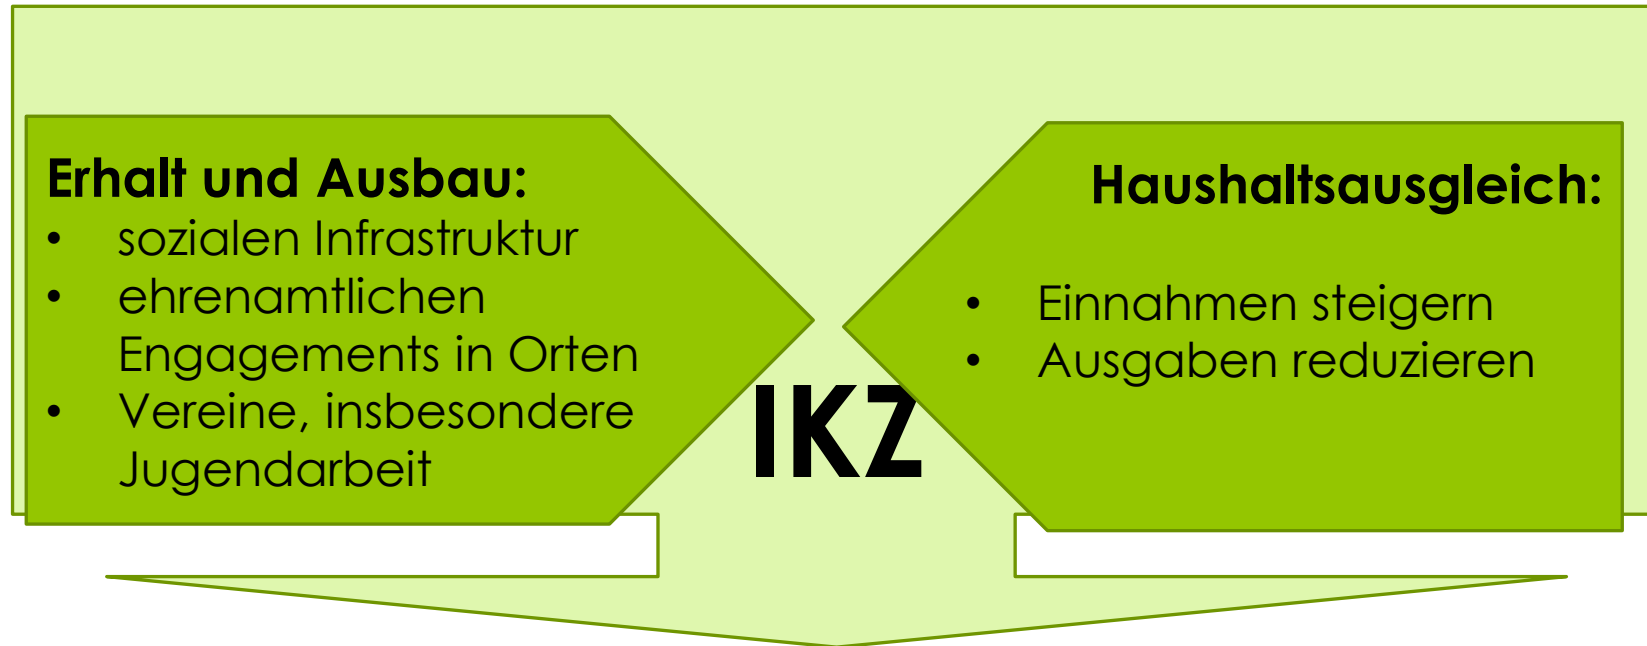 Erhalt und Ausbau:
• sozialen Infrastruktur
• ehrenamtlichen
Engagements in Orten
• Vereine, insbesondere
Jugendarbeit
IKZ
Haushaltsausgleich:
• Einnahmen steigern
• Ausgaben reduzieren